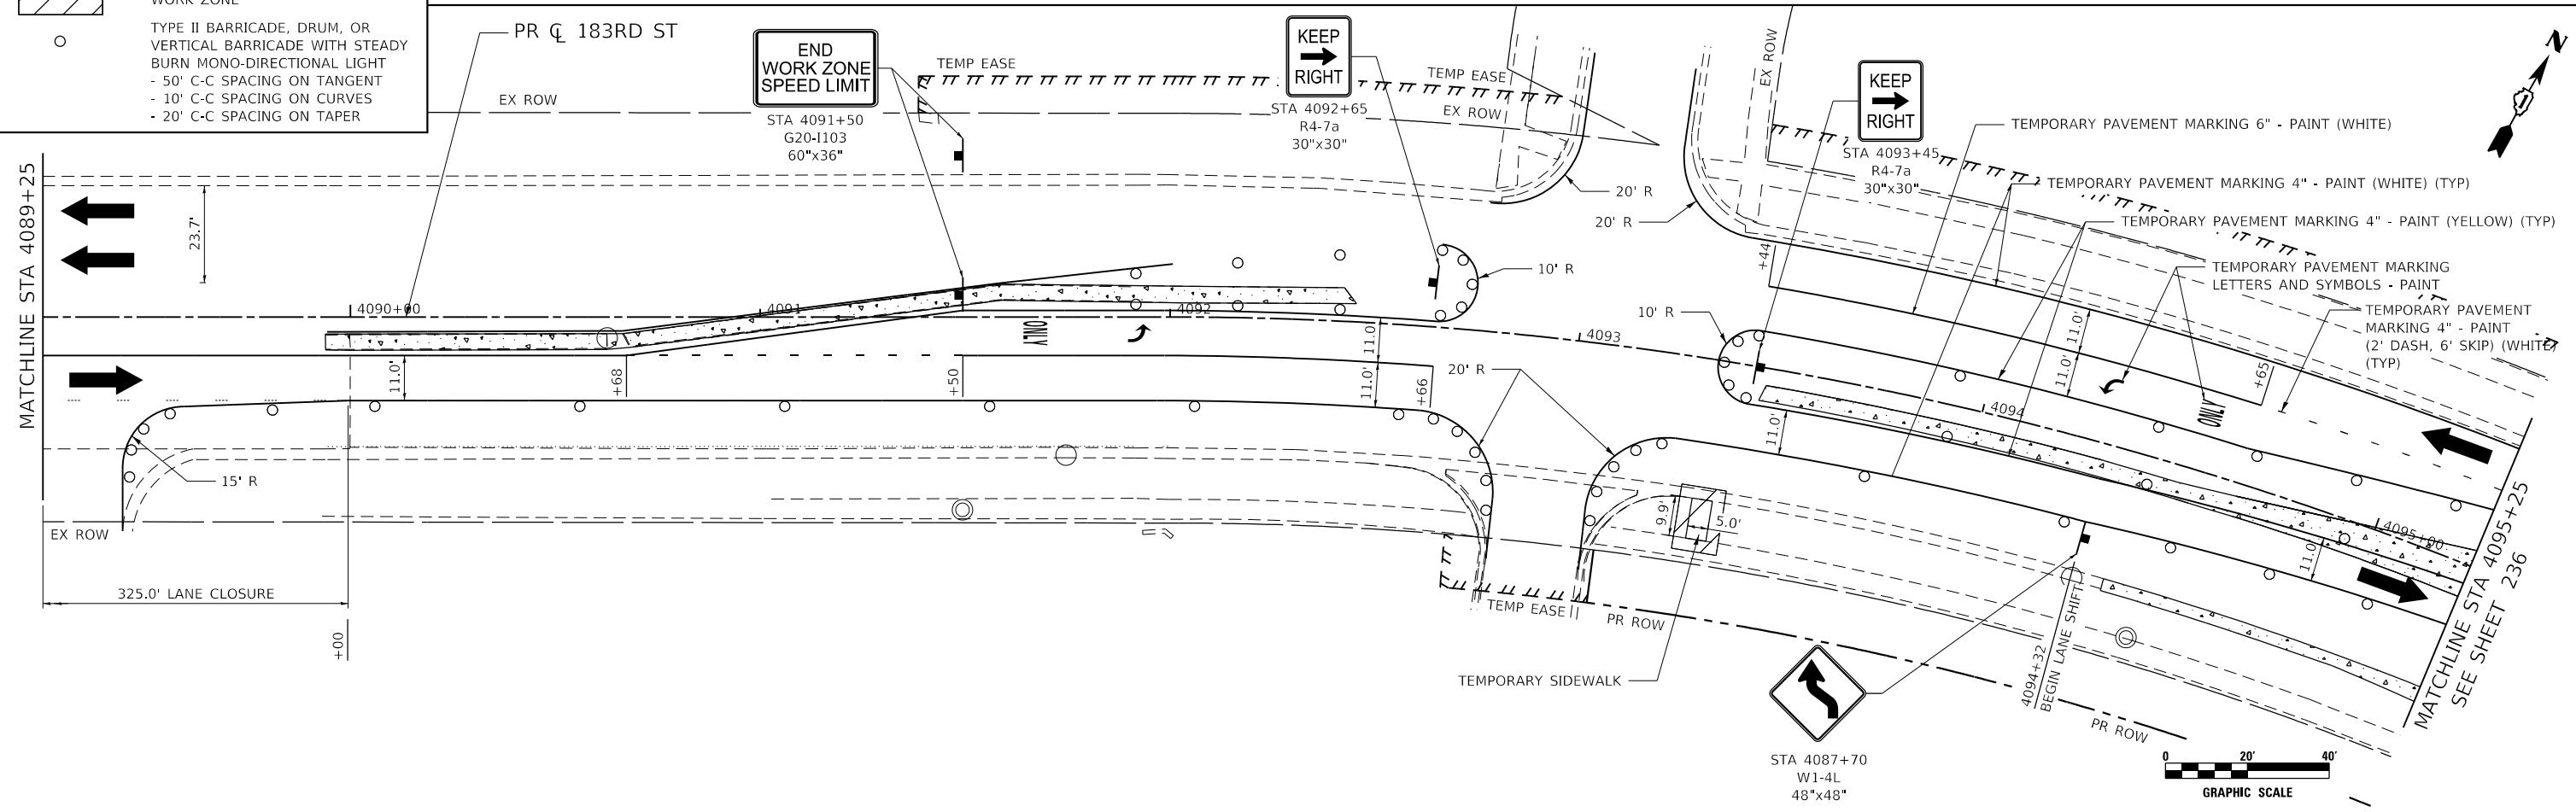 WORK ZONE
TYPE II BARRICADE, DRUM, OR
VERTICAL BARRICADE WITH STEADY
BURN MONO-DIRECTIONAL LIGHT
- 50' C-C SPACING ON TANGENT
- 10' C-C SPACING ON CURVES
- 20' C-C SPACING ON TAPER
PR ℄ 183RD ST
END
WORK ZONE
SPEED LIMIT
STA 4091+50
G20-I103
60"x36"
TEMP EASE
EX ROW
KEEP
RIGHT
STA 4092+65
R4-7a
30"x30"
TEMP EASE
EX ROW
EX ROW
KEEP
RIGHT
STA 4093+45
R4-7a
30"x30"
N
TEMPORARY PAVEMENT MARKING 6" - PAINT (WHITE)
TEMPORARY PAVEMENT MARKING 4" - PAINT (WHITE) (TYP)
TEMPORARY PAVEMENT MARKING 4" - PAINT (YELLOW) (TYP)
TEMPORARY PAVEMENT MARKING
LETTERS AND SYMBOLS - PAINT
TEMPORARY PAVEMENT
MARKING 4" - PAINT
(2' DASH, 6' SKIP) (WHITE)
(TYP)
MATCHLINE STA 4089+25
23.7'
20' R
20' R
10' R
10' R
+44
4090+00
4091
4092
4093
4094
4095+00
ONLY
ONLY
11.0'
+68
+50
11.0'
11.0'
+66
20' R
11.0'
11.0'
11.0'
+65
11.0'
15' R
EX ROW
325.0' LANE CLOSURE
+00
9.9'
5.0'
TEMP EASE
PR ROW
TEMPORARY SIDEWALK
4094+32
BEGIN LANE SHIFT
PR ROW
STA 4087+70
W1-4L
48"x48"
MATCHLINE STA 4095+25
SEE SHEET 236
0 20' 40'
GRAPHIC SCALE